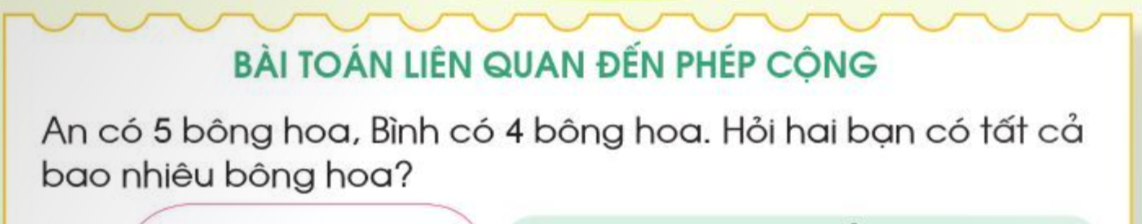 BÀI TOÁN LIÊN QUAN ĐẾN PHÉP CỘNG
An có 5 bông hoa, Bình có 4 bông hoa. Hỏi hai bạn có tất cả
bao nhiêu bông hoa?